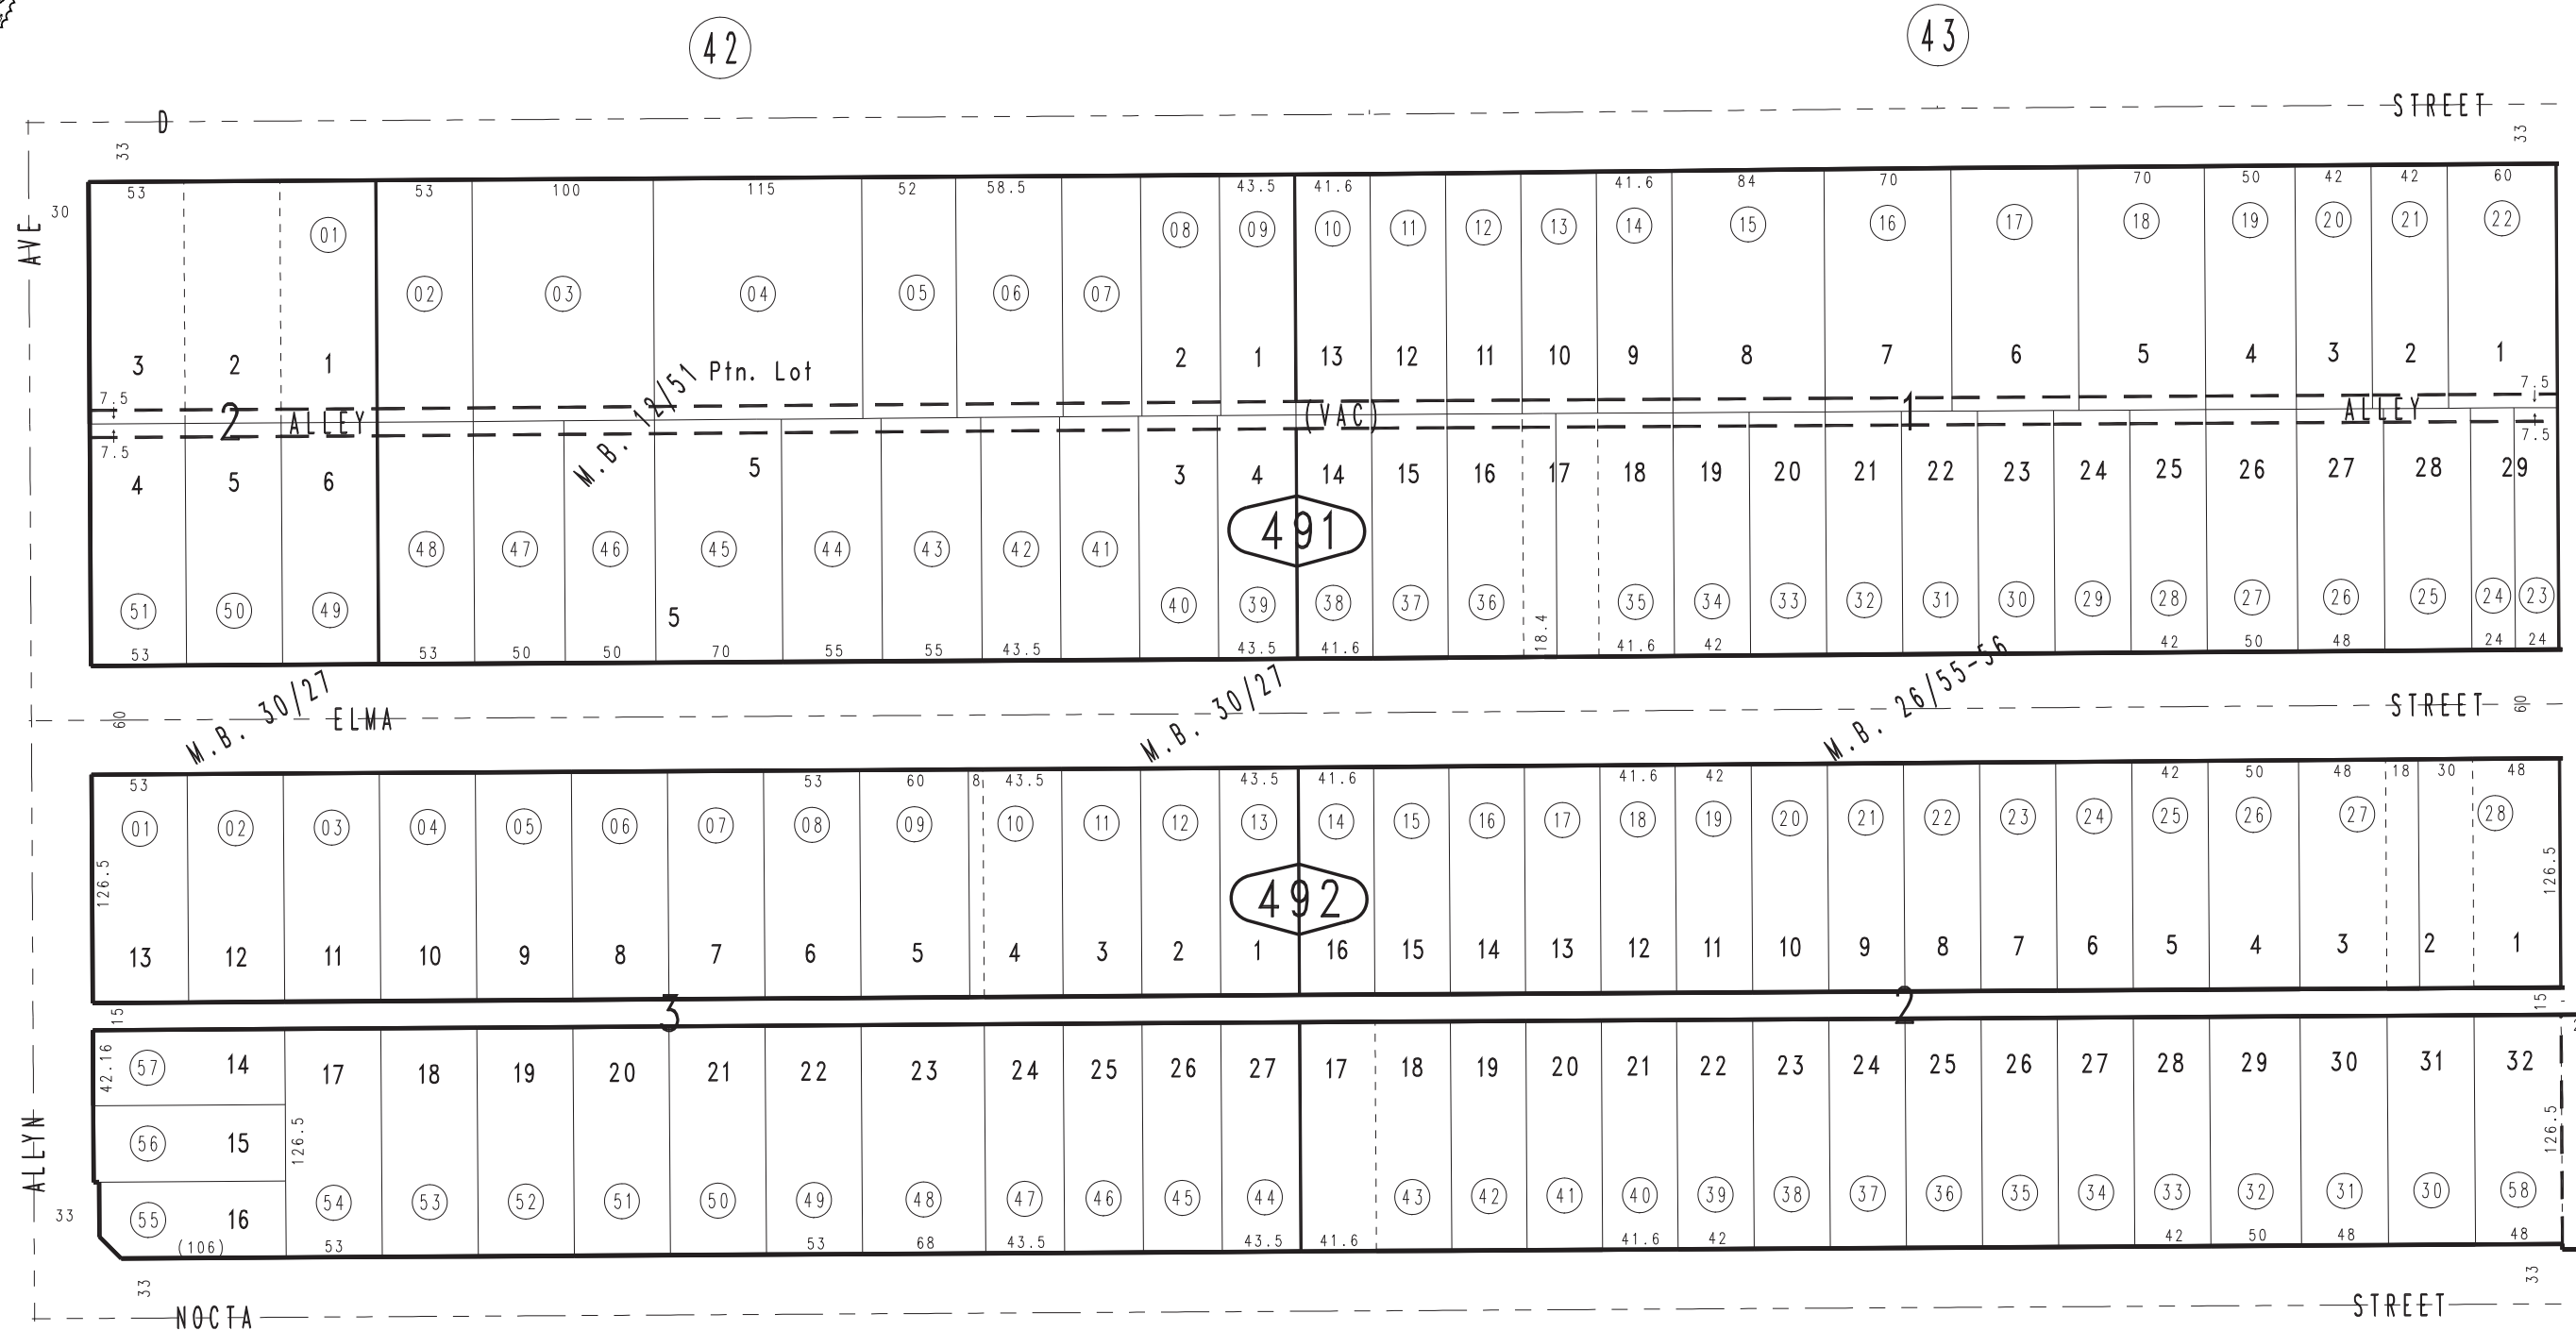 42 43
D STREET
33 33
30
AVE
53 53 100 115 52 58.5 43.5 41.6 41.6 84 70 70 50 42 42 60
01 02 03 04 05 06 07 08 09 10 11 12 13 14 15 16 17 18 19 20 21 22
3 2 1 2 1 13 12 11 10 9 8 7 6 5 4 3 2 1
Ptn. Lot
M.B. 12/51
7.5 7.5
2 ALLEY (VAC) 1 ALLEY
7.5 7.5
4 5 6 5 3 4 14 15 16 17 18 19 20 21 22 23 24 25 26 27 28 29
491
48 47 46 45 44 43 42 41
51 50 49 40 39 38 37 36 35 34 33 32 31 30 29 28 27 26 25 24 23
5
18.4
53 53 50 50 70 55 55 43.5 43.5 41.6 41.6 42 42 50 48 24 24
M.B. 30/27 M.B. 30/27 M.B. 26/55-56
60 ELMA STREET 60
53 53 60 8 43.5 43.5 41.6 41.6 42 42 50 48 18 30 48
01 02 03 04 05 06 07 08 09 10 11 12 13 14 15 16 17 18 19 20 21 22 23 24 25 26 27 28
126.5 126.5
492
13 12 11 10 9 8 7 6 5 4 3 2 1 16 15 14 13 12 11 10 9 8 7 6 5 4 3 2 1
15 3 2 15
42.16
57 14 17 18 19 20 21 22 23 24 25 26 27 17 18 19 20 21 22 23 24 25 26 27 28 29 30 31 32
56 15 126.5 126.5
ALLYN
55 16 54 53 52 51 50 49 48 47 46 45 44 43 42 41 40 39 38 37 36 35 34 33 32 31 30 58
33
(106) 53 53 68 43.5 43.5 41.6 41.6 42 42 50 48 48
33 33
NOCTA STREET